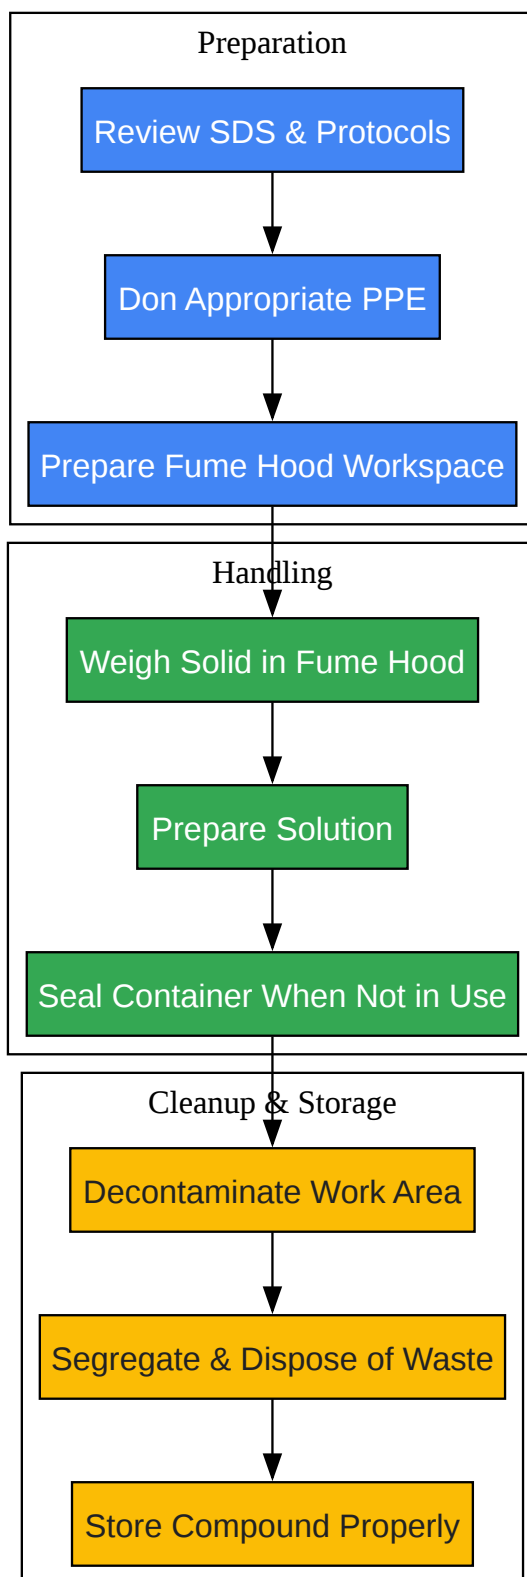 Preparation
Review SDS & Protocols
Don Appropriate PPE
Prepare Fume Hood Workspace
Handling
Weigh Solid in Fume Hood
Prepare Solution
Seal Container When Not in Use
Cleanup & Storage
Decontaminate Work Area
Segregate & Dispose of Waste
Store Compound Properly